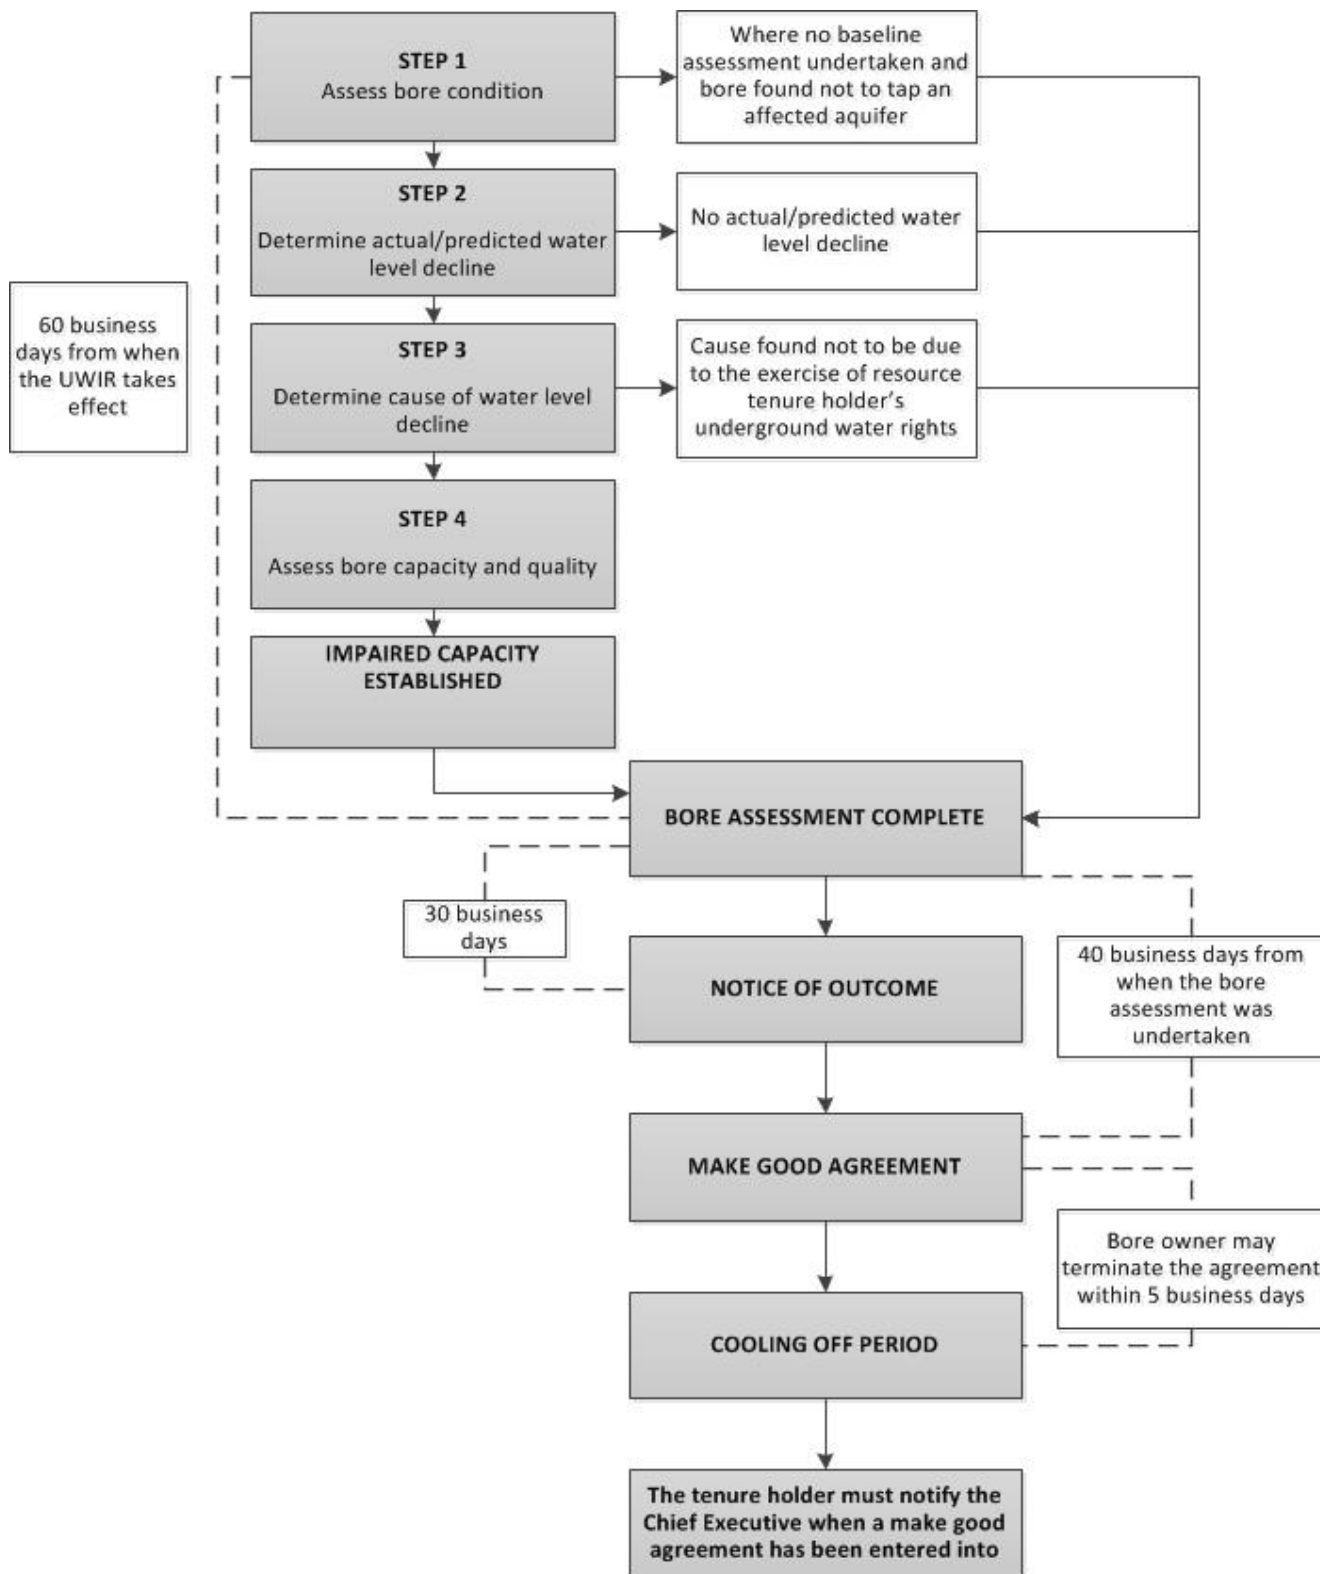 STEP 1
Assess bore condition
Where no baseline
assessment undertaken and
bore found not to tap an
affected aquifer
STEP 2
Determine actual/predicted water
level decline
No actual/predicted water
level decline
60 business
days from when
the UWIR takes
effect
STEP 3
Determine cause of water level
decline
Cause found not to be due
to the exercise of resource
tenure holder's
underground water rights
STEP 4
Assess bore capacity and quality
IMPAIRED CAPACITY
ESTABLISHED
BORE ASSESSMENT COMPLETE
30 business
days
NOTICE OF OUTCOME
40 business days from
when the bore
assessment was
undertaken
MAKE GOOD AGREEMENT
Bore owner may
terminate the agreement
within 5 business days
COOLING OFF PERIOD
The tenure holder must notify the
Chief Executive when a make good
agreement has been entered into